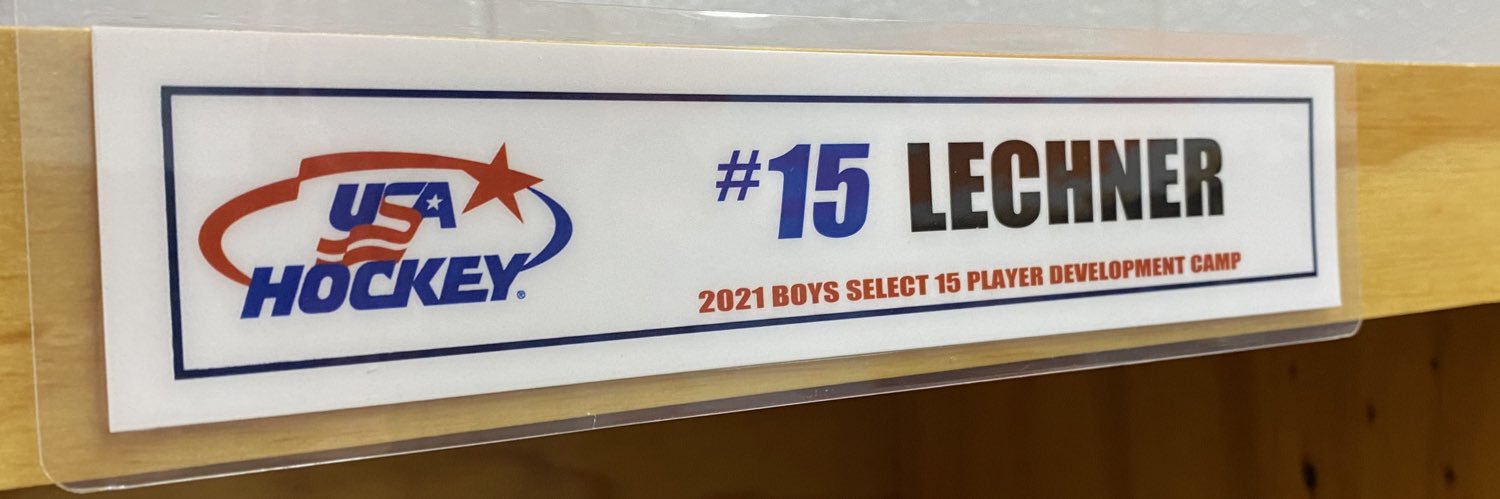 USA
HOCKEY®
#15 LECHNER
2021 BOYS SELECT 15 PLAYER DEVELOPMENT CAMP